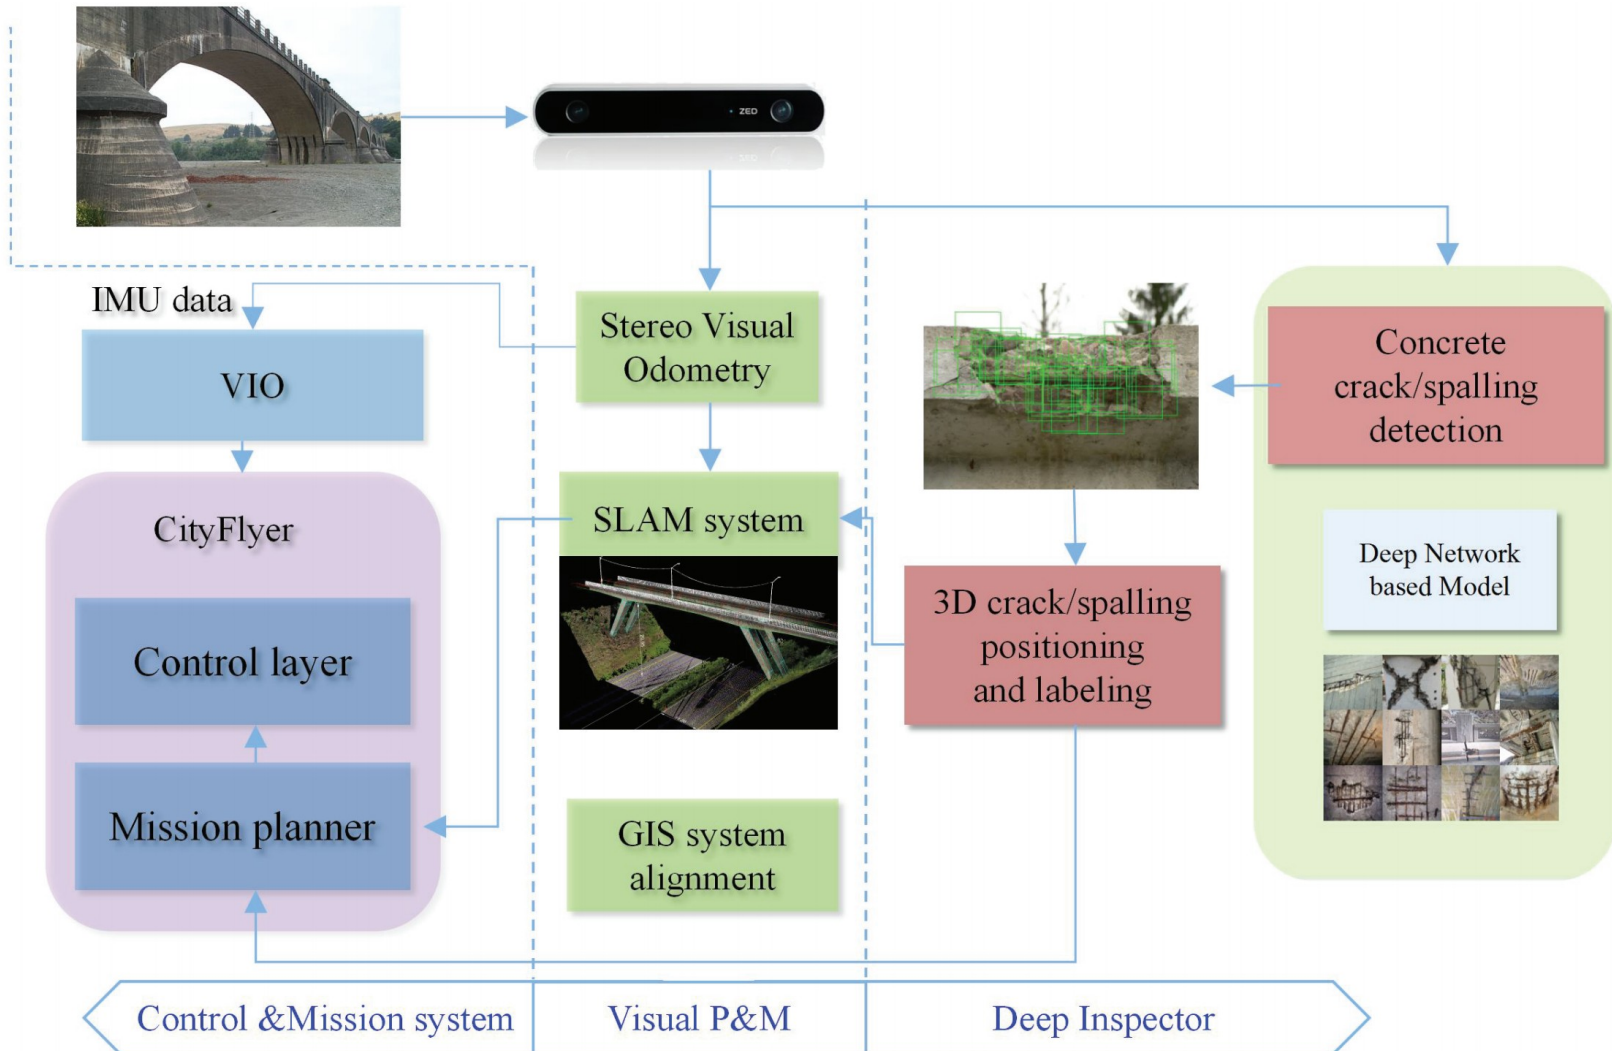 ZED
IMU data
VIO
CityFlyer
Control layer
Mission planner
Stereo Visual
Odometry
SLAM system
GIS system
alignment
3D crack/spalling
positioning
and labeling
Concrete
crack/spalling
detection
Deep Network
based Model
Control &Mission system
Visual P&M
Deep Inspector